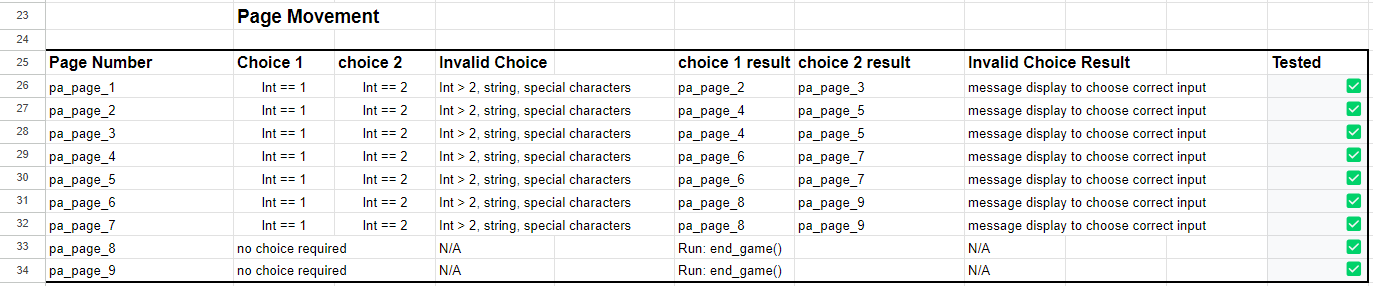 23 Page Movement
24
25 Page Number Choice 1 choice 2 Invalid Choice choice 1 result choice 2 result Invalid Choice Result Tested
26 pa_page_1 Int == 1 Int == 2 Int > 2, string, special characters pa_page_2 pa_page_3 message display to choose correct input
27 pa_page_2 Int == 1 Int == 2 Int > 2, string, special characters pa_page_4 pa_page_5 message display to choose correct input
28 pa_page_3 Int == 1 Int == 2 Int > 2, string, special characters pa_page_4 pa_page_5 message display to choose correct input
29 pa_page_4 Int == 1 Int == 2 Int > 2, string, special characters pa_page_6 pa_page_7 message display to choose correct input
30 pa_page_5 Int == 1 Int == 2 Int > 2, string, special characters pa_page_6 pa_page_7 message display to choose correct input
31 pa_page_6 Int == 1 Int == 2 Int > 2, string, special characters pa_page_8 pa_page_9 message display to choose correct input
32 pa_page_7 Int == 1 Int == 2 Int > 2, string, special characters pa_page_8 pa_page_9 message display to choose correct input
33 pa_page_8 no choice required N/A Run: end_game() N/A
34 pa_page_9 no choice required N/A Run: end_game() N/A